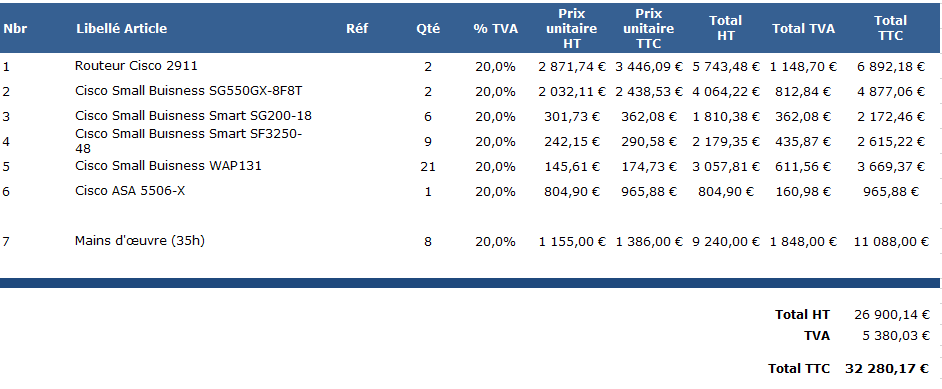 Nbr Libellé Article Réf Qté % TVA Prix unitaire HT Prix unitaire TTC Total HT Total TVA Total TTC
1 Routeur Cisco 2911 2 20,0% 2 871,74 € 3 446,09 € 5 743,48 € 1 148,70 € 6 892,18 €
2 Cisco Small Buisness SG550GX-8F8T 2 20,0% 2 032,11 € 2 438,53 € 4 064,22 € 812,84 € 4 877,06 €
3 Cisco Small Buisness Smart SG200-18 6 20,0% 301,73 € 362,08 € 1 810,38 € 362,08 € 2 172,46 €
4 Cisco Small Buisness Smart SF3250-48 9 20,0% 242,15 € 290,58 € 2 179,35 € 435,87 € 2 615,22 €
5 Cisco Small Buisness WAP131 21 20,0% 145,61 € 174,73 € 3 057,81 € 611,56 € 3 669,37 €
6 Cisco ASA 5506-X 1 20,0% 804,90 € 965,88 € 804,90 € 160,98 € 965,88 €
7 Mains d'œuvre (35h) 8 20,0% 1 155,00 € 1 386,00 € 9 240,00 € 1 848,00 € 11 088,00 €
Total HT 26 900,14 €
TVA 5 380,03 €
Total TTC 32 280,17 €